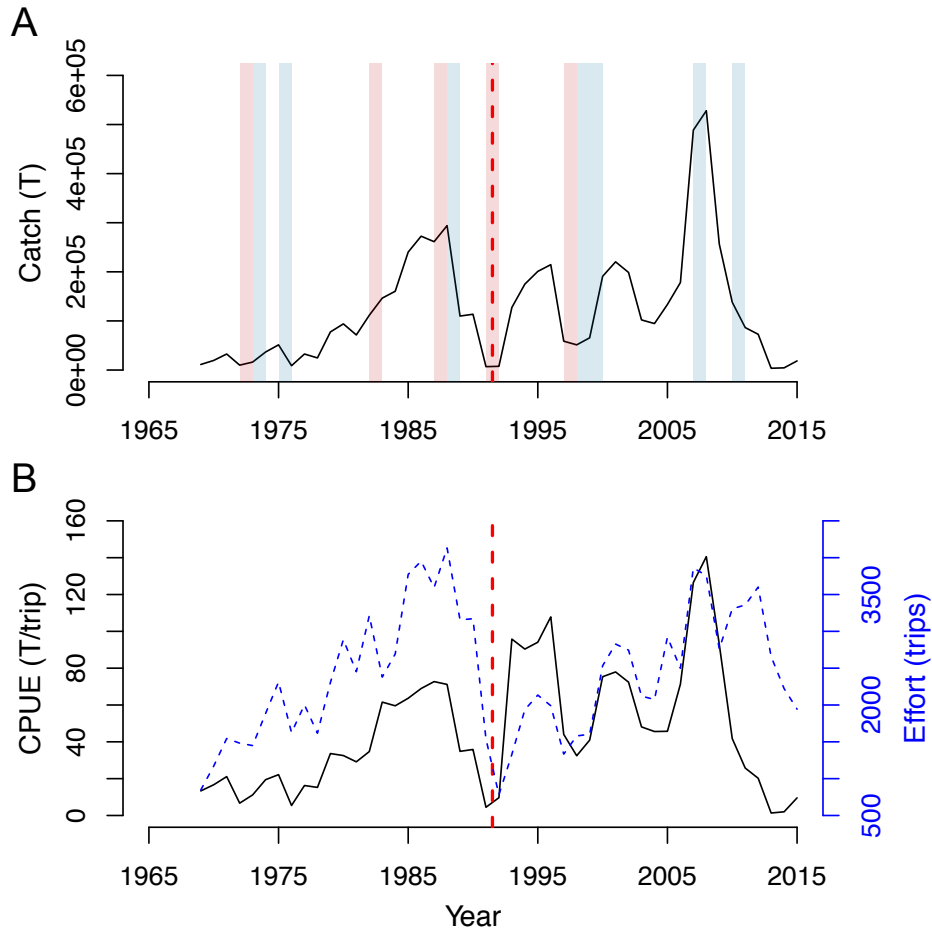 A
Catch (T)
0e+00 2e+05 4e+05 6e+05
1965 1975 1985 1995 2005 2015
B
CPUE (T/trip)
0 40 80 120 160
500 2000 3500
Effort (trips)
1965 1975 1985 1995 2005 2015
Year